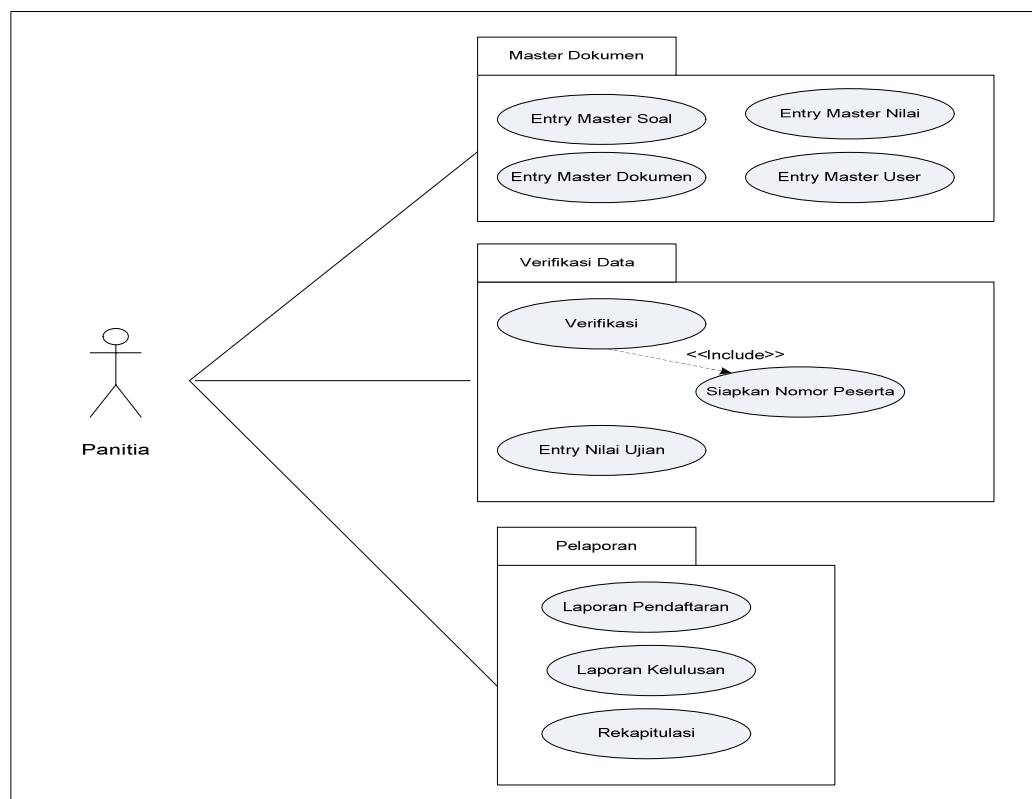 Master Dokumen
Entry Master Soal
Entry Master Nilai
Entry Master Dokumen
Entry Master User
Verifikasi Data
Verifikasi
<<Include>>
Siapkan Nomor Peserta
Entry Nilai Ujian
Panitia
Pelaporan
Laporan Pendaftaran
Laporan Kelulusan
Rekapitulasi